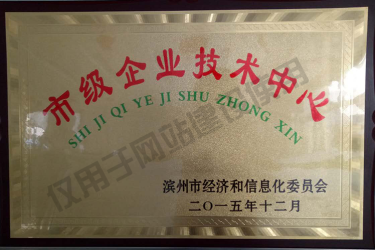 市级企业技术中心
SHI JI QI YE JI SHU ZHONG XIN
仅用于网站建设使用
滨州市经济和信息化委员会
二〇一五年十二月